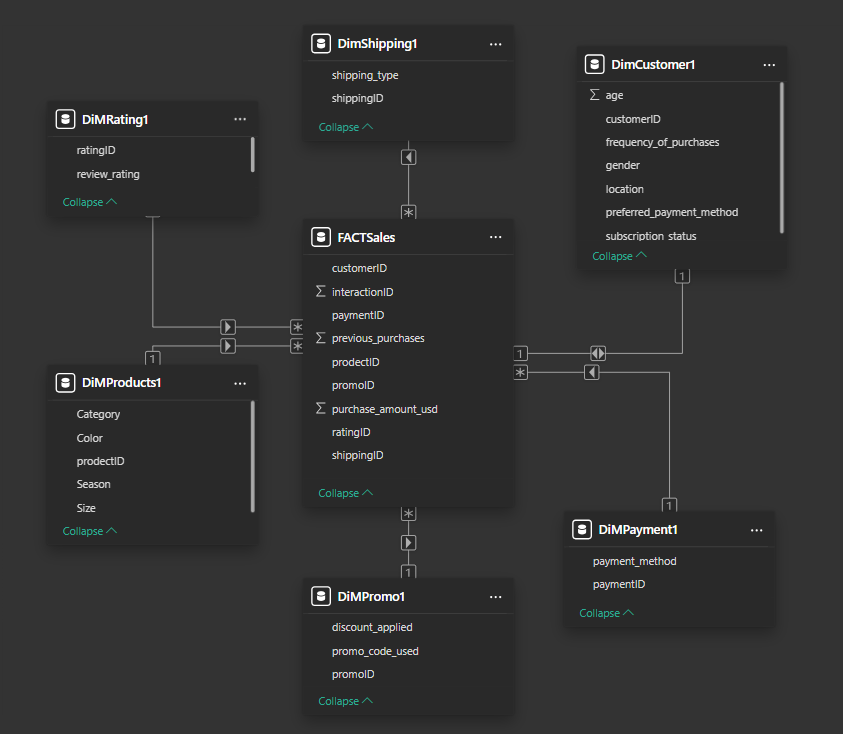 DimShipping1
shipping_type
shippingID
Collapse
DimCustomer1
Σ age
customerID
frequency_of_purchases
gender
location
preferred_payment_method
subscription_status
Collapse
DiMRating1
ratingID
review_rating
Collapse
FACTSales
customerID
Σ interactionID
paymentID
Σ previous_purchases
prodectID
promoID
Σ purchase_amount_usd
ratingID
shippingID
Collapse
DiMProducts1
Category
Color
prodectID
Season
Size
Collapse
DiMPayment1
payment_method
paymentID
Collapse
DiMPromo1
discount_applied
promo_code_used
promoID
Collapse
*
*
*
1
1
1
*
1
*
1